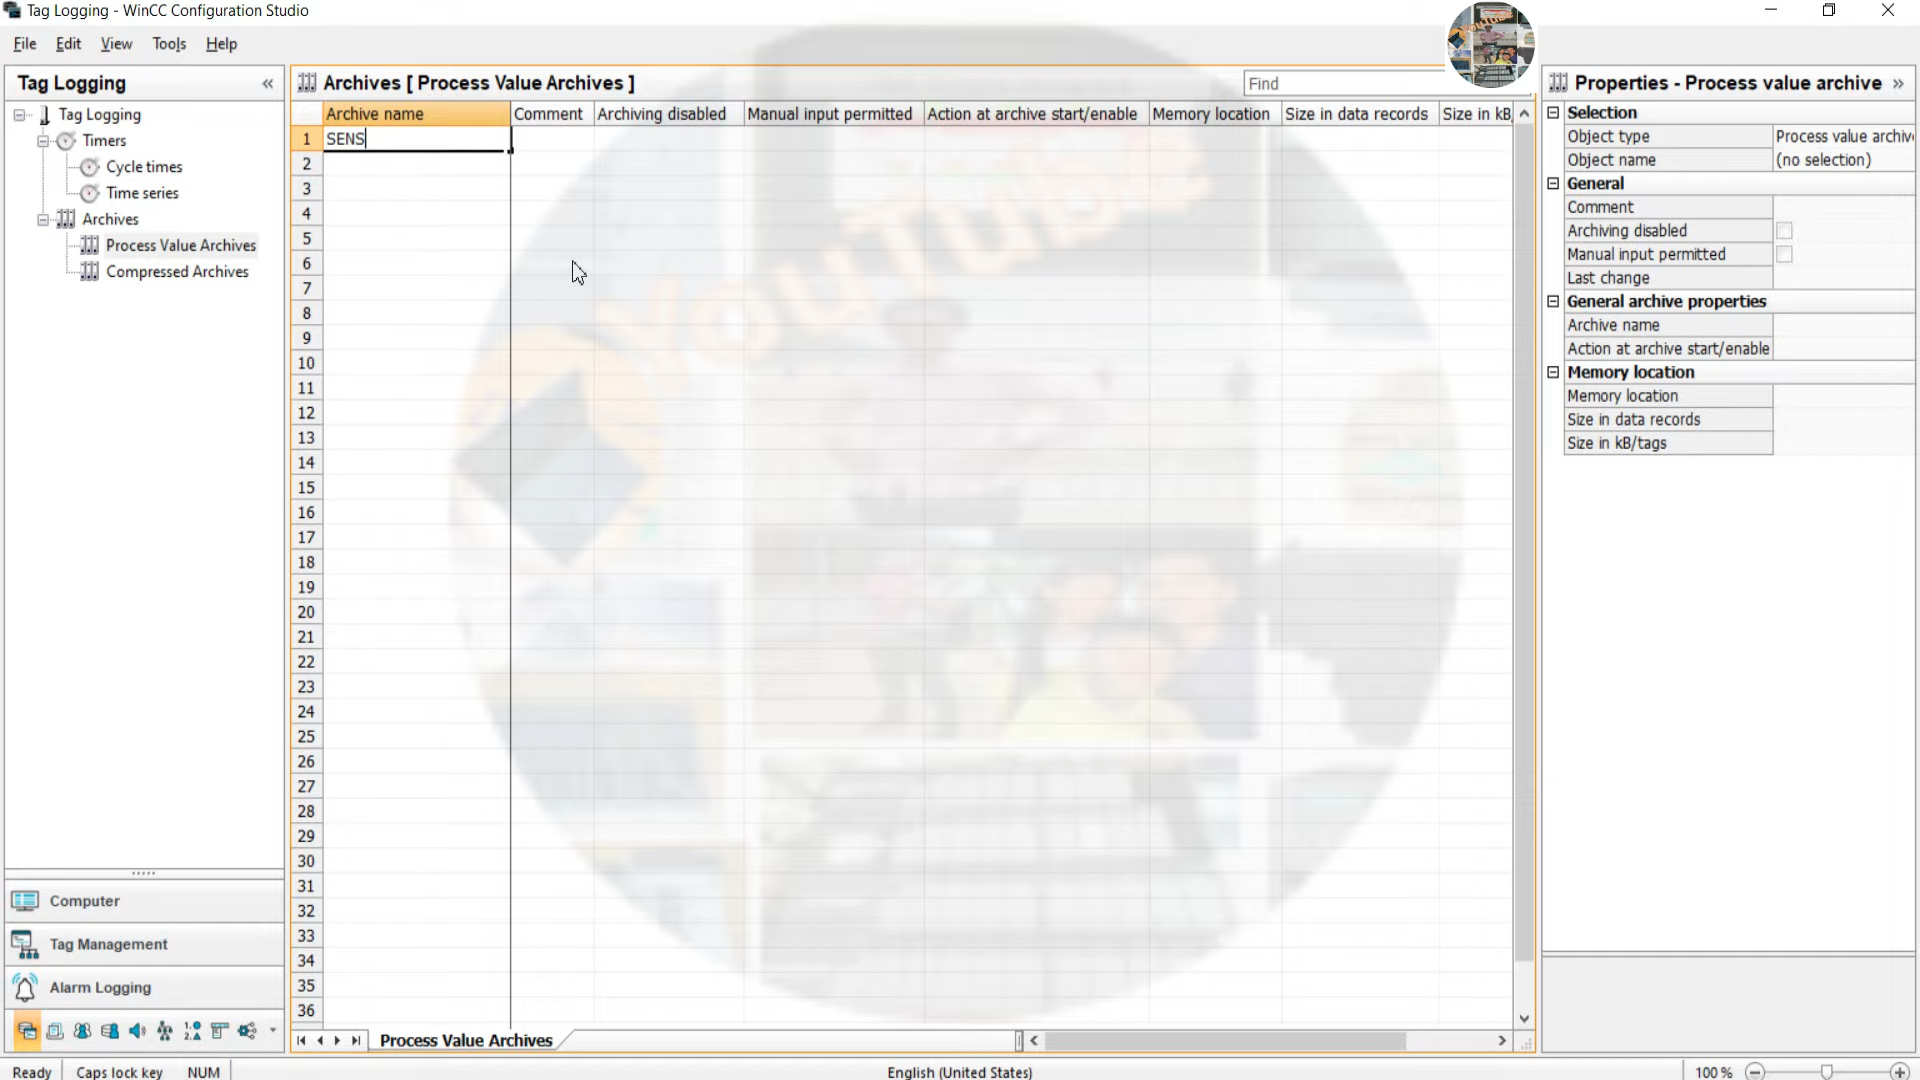 Tag Logging - WinCC Configuration Studio
File Edit View Tools Help
Tag Logging «
Tag Logging
Timers
Cycle times
Time series
Archives
Process Value Archives
Compressed Archives
Computer
Tag Management
Alarm Logging
Archives [ Process Value Archives ]
Find
Archive name Comment Archiving disabled Manual input permitted Action at archive start/enable Memory location Size in data records Size in kB
1 SENS
2
3
4
5
6
7
8
9
10
11
12
13
14
15
16
17
18
19
20
21
22
23
24
25
26
27
28
29
30
31
32
33
34
35
36
YouTube
YouTube
Process Value Archives
Properties - Process value archive »
Selection
Object type Process value archiv
Object name (no selection)
General
Comment
Archiving disabled
Manual input permitted
Last change
General archive properties
Archive name
Action at archive start/enable
Memory location
Memory location
Size in data records
Size in kB/tags
Ready Caps lock key NUM English (United States) 100 %